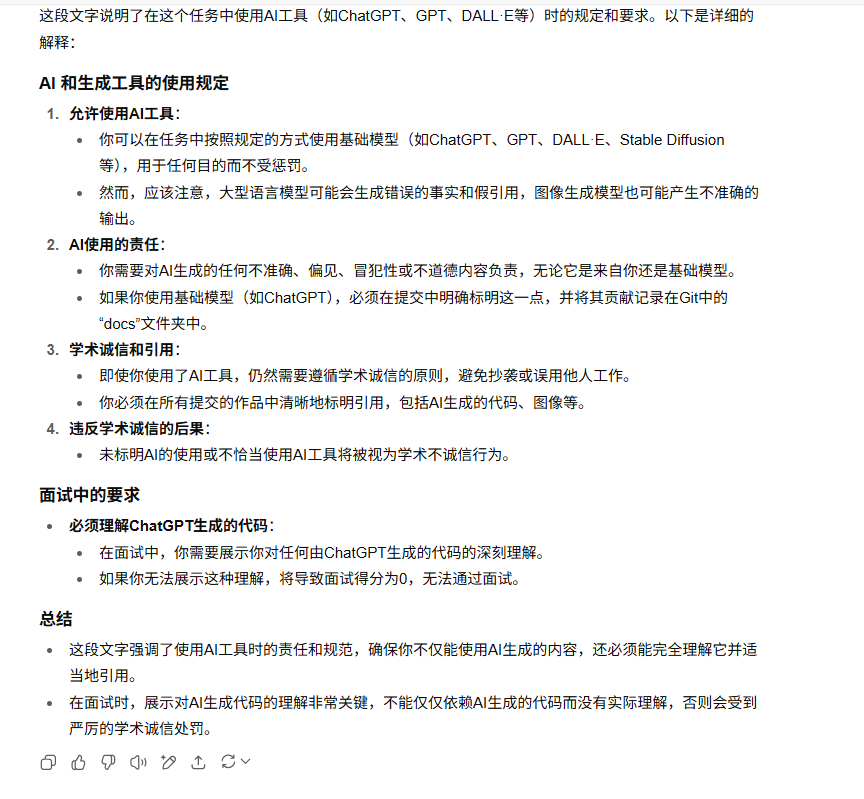 这段文字说明了在这个任务中使用AI工具（如ChatGPT、GPT、DALL·E等）时的规定和要求。以下是详细的
解释：
AI 和生成工具的使用规定
1. 允许使用AI工具：
• 你可以在任务中按照规定的方式使用基础模型（如ChatGPT、GPT、DALL·E、Stable Diffusion
等），用于任何目的而不受惩罚。
• 然而，应该注意，大型语言模型可能会生成错误的事实和假引用，图像生成模型也可能产生不准确的
输出。
2. AI使用的责任：
• 你需要对AI生成的任何不准确、偏见、冒犯性或不道德内容负责，无论它是来自你还是基础模型。
• 如果你使用基础模型（如ChatGPT），必须在提交中明确标明这一点，并将其贡献记录在Git中的
“docs”文件夹中。
3. 学术诚信和引用：
• 即使你使用了AI工具，仍然需要遵循学术诚信的原则，避免抄袭或误用他人工作。
• 你必须在所有提交的作品中清晰地标明引用，包括AI生成的代码、图像等。
4. 违反学术诚信的后果：
• 未标明AI的使用或不恰当使用AI工具将被视为学术不诚信行为。
面试中的要求
• 必须理解ChatGPT生成的代码：
• 在面试中，你需要展示你对任何由ChatGPT生成的代码的深刻理解。
• 如果你无法展示这种理解，将导致面试得分为0，无法通过面试。
总结
• 这段文字强调了使用AI工具时的责任和规范，确保你不仅能使用AI生成的内容，还必须能完全理解它并适
当地引用。
• 在面试时，展示对AI生成代码的理解非常关键，不能仅仅依赖AI生成的代码而没有实际理解，否则会受到
严厉的学术诚信处罚。